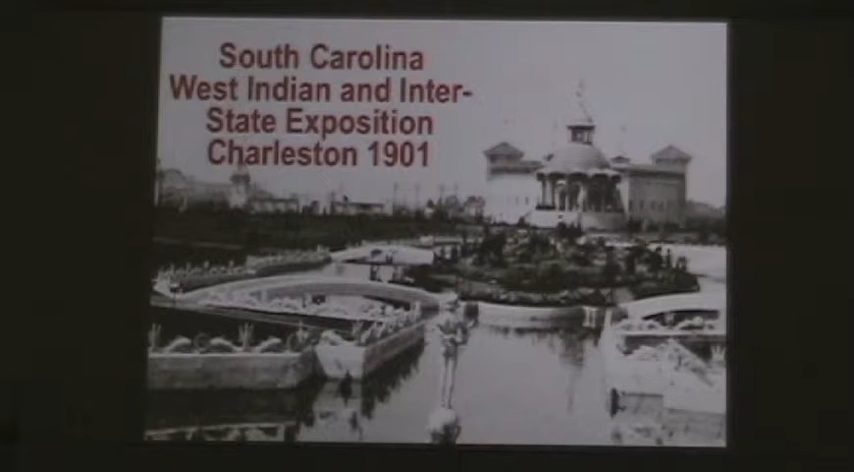 South Carolina
West Indian and Inter-
State Exposition
Charleston 1901